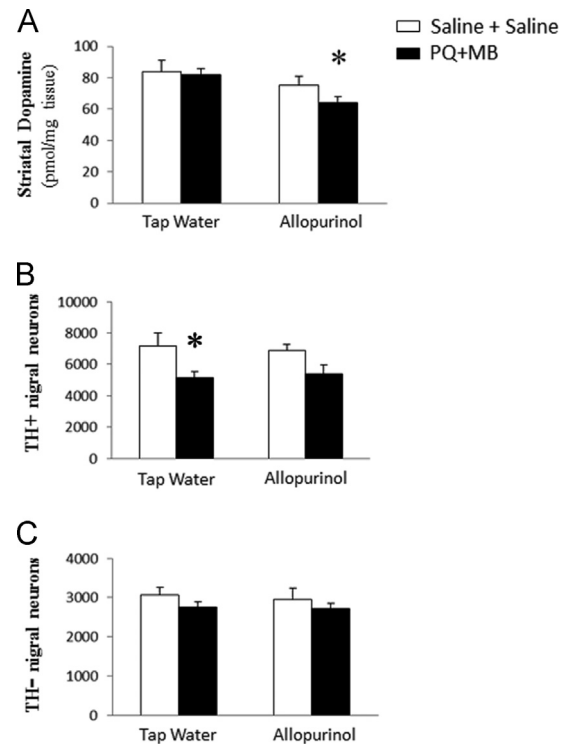 A
Saline + Saline
PQ+MB
Striatal Dopamine
(pmol/mg tissue)
100
80
60
40
20
0
*
Tap Water Allopurinol
B
TH+ nigral neurons
10000
8000
6000
4000
2000
0
*
Tap Water Allopurinol
C
TH- nigral neurons
4000
3000
2000
1000
0
Tap Water Allopurinol